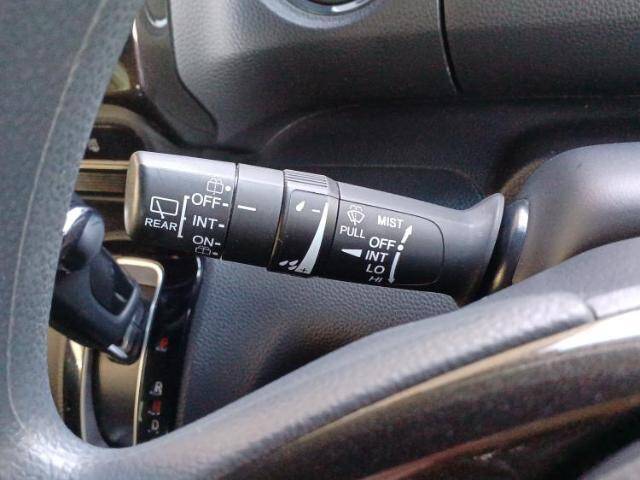 OFF
INT
ON
REAR
PULL
MIST
OFF
INT
LO
HI
R
N
D